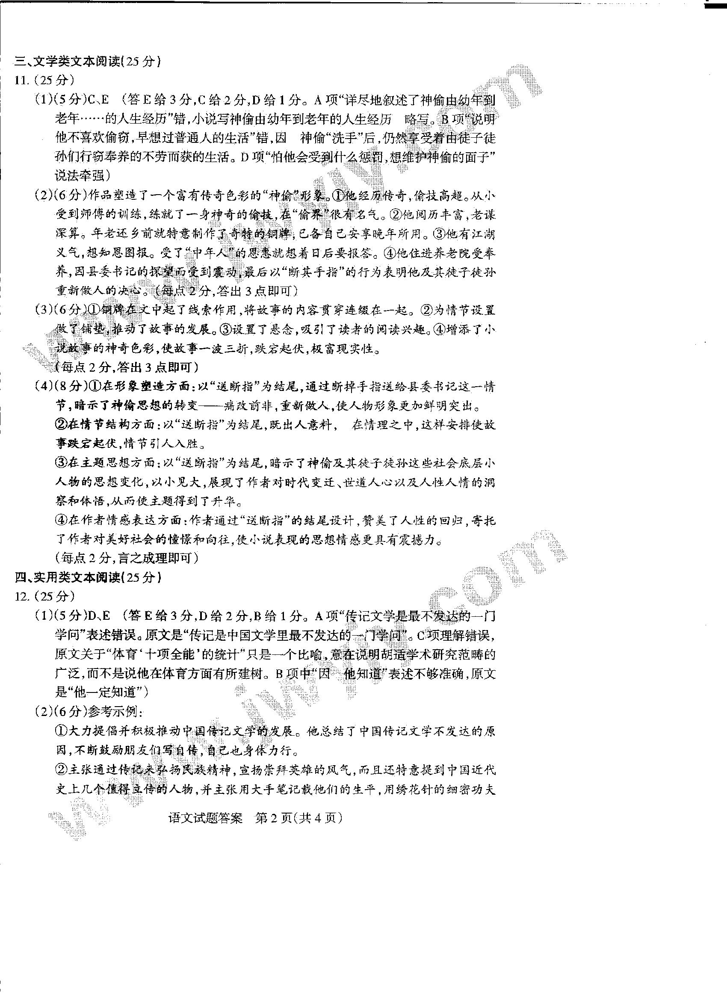 三、文学类文本阅读(25分)
11.(25分)
(1)(5分)C、E (答E给3分,C给2分,D给1分。A项“详尽地叙述了神偷由幼年到
老年……的人生经历”错,小说写神偷由幼年到老年的人生经历 略写。B项“说明
他不喜欢偷窃,早想过普通人的生活”错,因 神偷“洗手”后,仍然享受着由徒子徒
孙们行窃奉养的不劳而获的生活。D项“怕他会受到什么惩罚,想维护神偷的面子”
说法牵强)
(2)(6分)作品塑造了一个富有传奇色彩的“神偷”形象。①他经历传奇,偷技高超。从小
受到师傅的训练,练就了一身神奇的偷技,在“偷界”很有名气。②他阅历丰富,老谋
深算。年老还乡前就特意制作了奇特的铜牌,已备自己安享晚年所用。③他有江湖
义气,想知恩图报。受了“中年人”的恩惠就想着日后要报答。④他住进养老院受奉
养,因县委书记的探望而受到震动,最后以“断其手指”的行为表明他及其徒子徒孙
重新做人的决心。(每点2分,答出3点即可)
(3)(6分)①铜牌在文中起了线索作用,将故事的内容贯穿连缀在一起。②为情节设置
做了铺垫,推动了故事的发展。③设置了悬念,吸引了读者的阅读兴趣。④增添了小
说故事的神奇色彩,使故事一波三折,跌宕起伏,极富现实性。
(每点2分,答出3点即可)
(4)(8分)①在形象塑造方面:以“送断指”为结尾,通过断掉手指送给县委书记这一情
节,暗示了神偷思想的转变——痛改前非,重新做人,使人物形象更加鲜明突出。
②在情节结构方面:以“送断指”为结尾,既出人意料, 在情理之中,这样安排使故
事跌宕起伏,情节引人入胜。
③在主题思想方面:以“送断指”为结尾,暗示了神偷及其徒子徒孙这些社会底层小
人物的思想变化,以小见大,展现了作者对时代变迁、世道人心以及人性人情的洞
察和体悟,从而使主题得到了升华。
④在作者情感表达方面:作者通过“送断指”的结尾设计,赞美了人性的回归,寄托
了作者对美好社会的憧憬和向往,使小说表现的思想情感更具有震撼力。
(每点2分,言之成理即可)
四、实用类文本阅读(25分)
12.(25分)
(1)(5分)D、E (答E给3分,D给2分,B给1分。A项“传记文学是最不发达的一门
学问”表述错误。原文是“传记是中国文学里最不发达的一门学问”。C项理解错误,
原文关于“体育‘十项全能’的统计”只是一个比喻,意在说明胡适学术研究范畴的
广泛,而不是说他在体育方面有所建树。B项中“因 他知道”表述不够准确,原文
是“他一定知道”)
(2)(6分)参考示例:
①大力提倡并积极推动中国传记文学的发展。他总结了中国传记文学不发达的原
因,不断鼓励朋友们写自传,自己也身体力行。
②主张通过传记来弘扬民族精神,宣扬崇拜英雄的风气,而且还特意提到中国近代
史上几个值得立传的人物,并主张用大手笔记载他们的生平,用绣花针的细密功夫
语文试题答案 第2页(共4页)